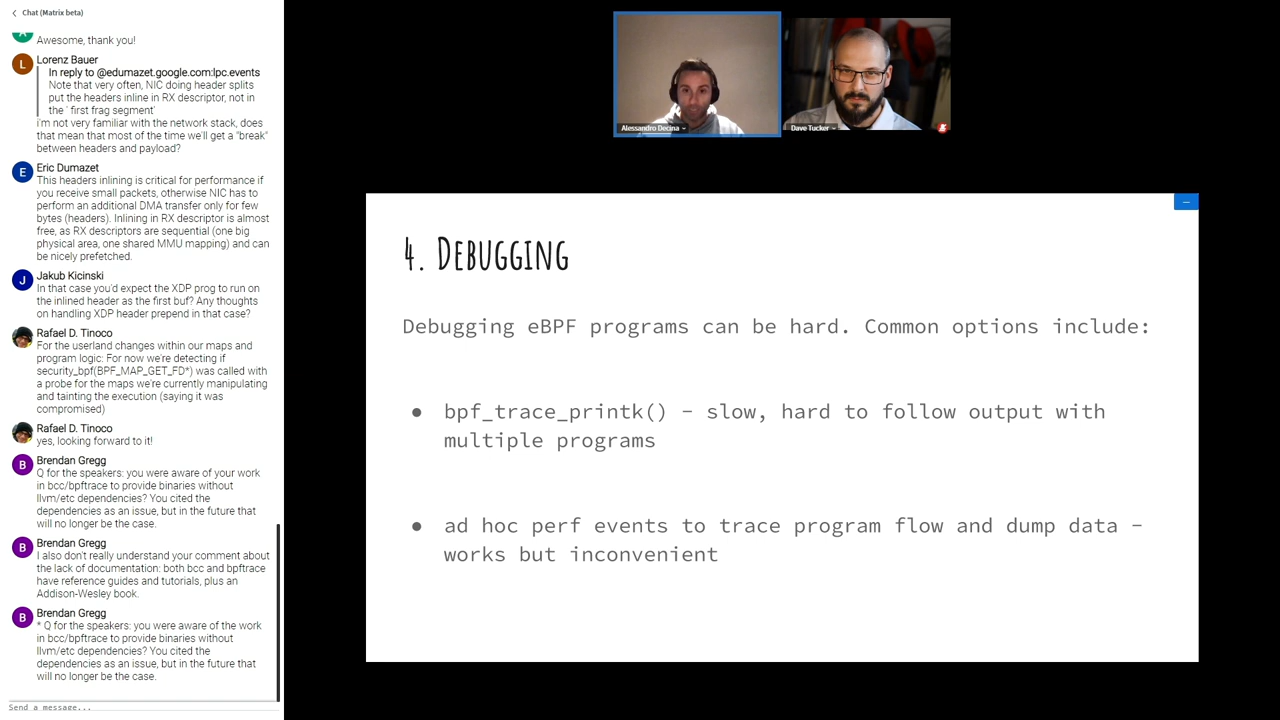 Chat (Matrix beta)
Awesome, thank you!
Lorenz Bauer
In reply to @edumazet.google.com:lpc.events
Note that very often, NIC doing header splits
put the headers inline in RX descriptor, not in
the ' first frag segment'
i'm not very familiar with the network stack, does
that mean that most of the time we'll get a "break"
between headers and payload?
L
Eric Dumazet
This headers inlining is critical for performance if
you receive small packets, otherwise NIC has to
perform an additional DMA transfer only for few
bytes (headers). Inlining in RX descriptor is almost
free, as RX descriptors are sequential (one big
physical area, one shared MMU mapping) and can
be nicely prefetched.
E
Jakub Kicinski
In that case you'd expect the XDP prog to run on
the inlined header as the first buf? Any thoughts
on handling XDP header prepend in that case?
J
Rafael D. Tinoco
For the userland changes within our maps and
program logic: For now we're detecting if
security_bpf(BPF_MAP_GET_FD*) was called with
a probe for the maps we're currently manipulating
and tainting the execution (saying it was
compromised)
Rafael D. Tinoco
yes, looking forward to it!
Brendan Gregg
Q for the speakers: you were aware of your work
in bcc/bpftrace to provide binaries without
llvm/etc dependencies? You cited the
dependencies as an issue, but in the future that
will no longer be the case.
B
Brendan Gregg
I also don't really understand your comment about
the lack of documentation: both bcc and bpftrace
have reference guides and tutorials, plus an
Addison-Wesley book.
B
Brendan Gregg
* Q for the speakers: you were aware of the work
in bcc/bpftrace to provide binaries without
llvm/etc dependencies? You cited the
dependencies as an issue, but in the future that
will no longer be the case.
B
Send a message...
Alessandro Decina
Dave Tucker
4. Debugging
Debugging eBPF programs can be hard. Common options include:
● bpf_trace_printk() - slow, hard to follow output with
multiple programs
● ad hoc perf events to trace program flow and dump data -
works but inconvenient